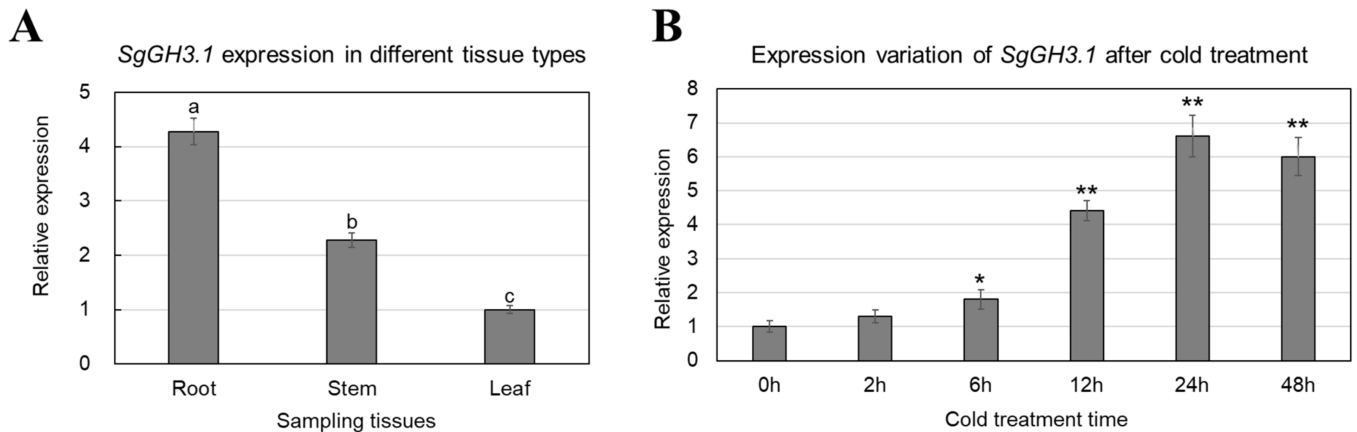 A
SgGH3.1 expression in different tissue types
Relative expression
5
4
3
2
1
0
a
b
c
Root Stem Leaf
Sampling tissues
B
Expression variation of SgGH3.1 after cold treatment
Relative expression
8
7
6
5
4
3
2
1
0
*
**
**
**
0h 2h 6h 12h 24h 48h
Cold treatment time